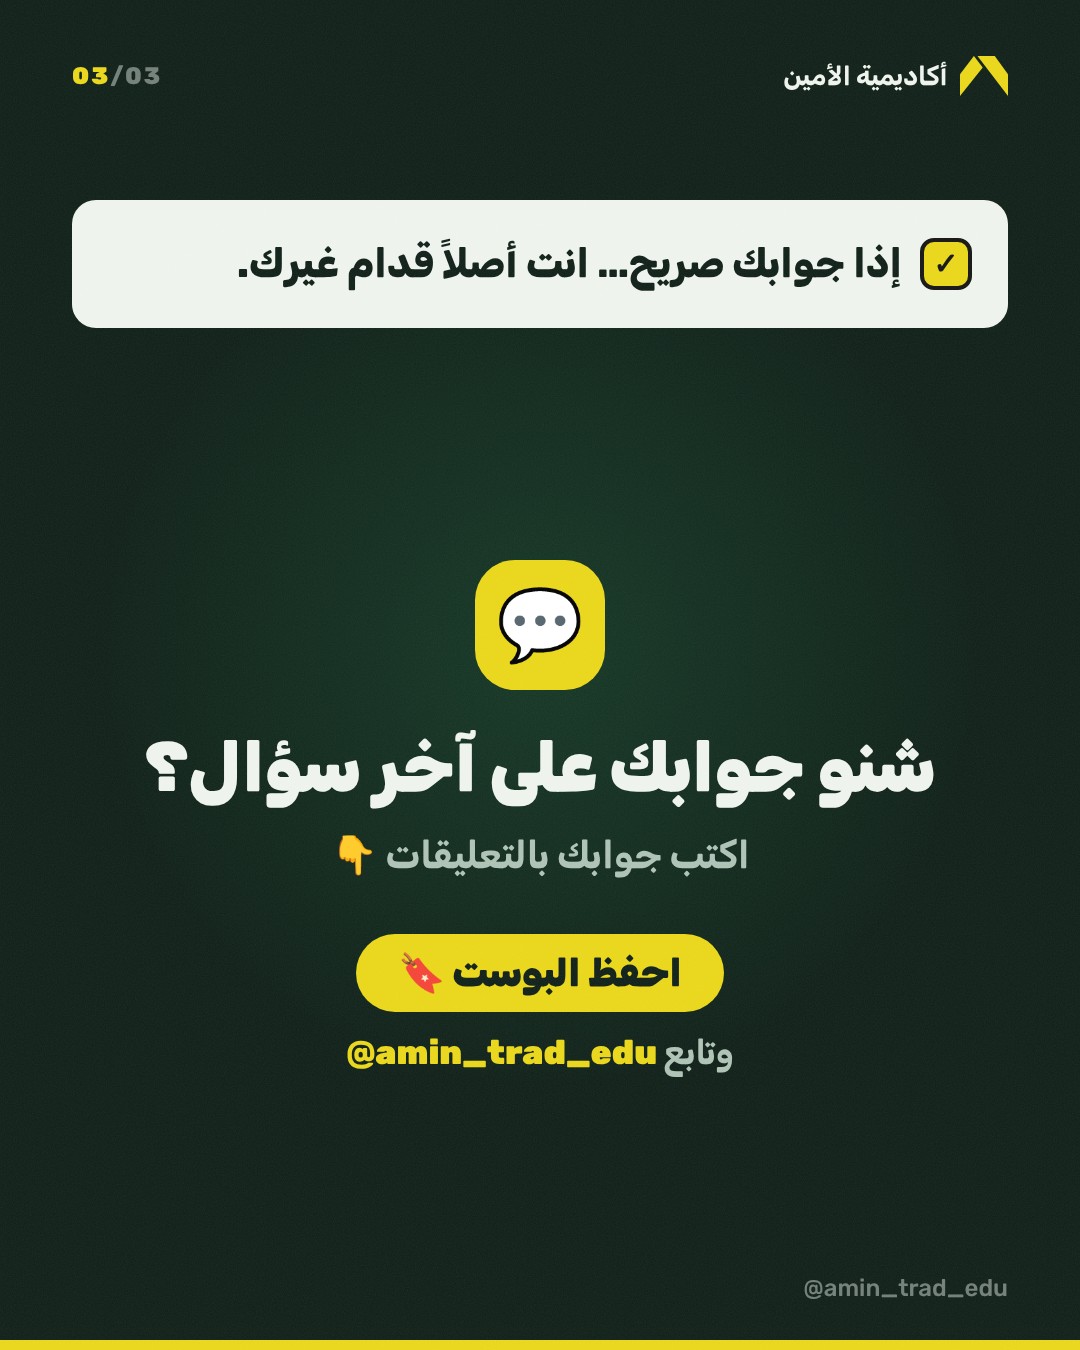 أكاديمية الأمين
03/03
إذا جوابك صريح... انت أصلاً قدام غيرك.
شنو جوابك على آخر سؤال؟
اكتب جوابك بالتعليقات 👇
احفظ البوست 🔖
وتابع @amin_trad_edu
@amin_trad_edu